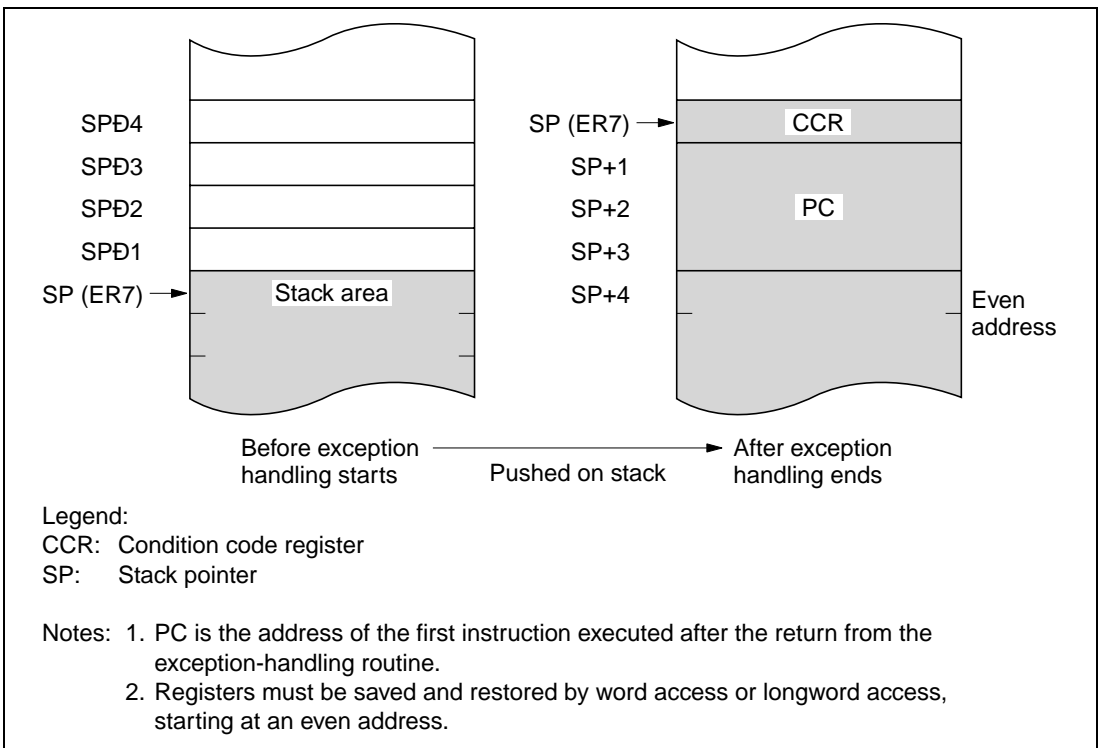 SPĐ4
SPĐ3
SPĐ2
SPĐ1
SP (ER7)
Stack area
SP (ER7)
SP+1
SP+2
SP+3
SP+4
CCR
PC
Even
address
Before exception
handling starts
Pushed on stack
After exception
handling ends
Legend:
CCR: Condition code register
SP: Stack pointer
Notes: 1. PC is the address of the first instruction executed after the return from the
exception-handling routine.
2. Registers must be saved and restored by word access or longword access,
starting at an even address.